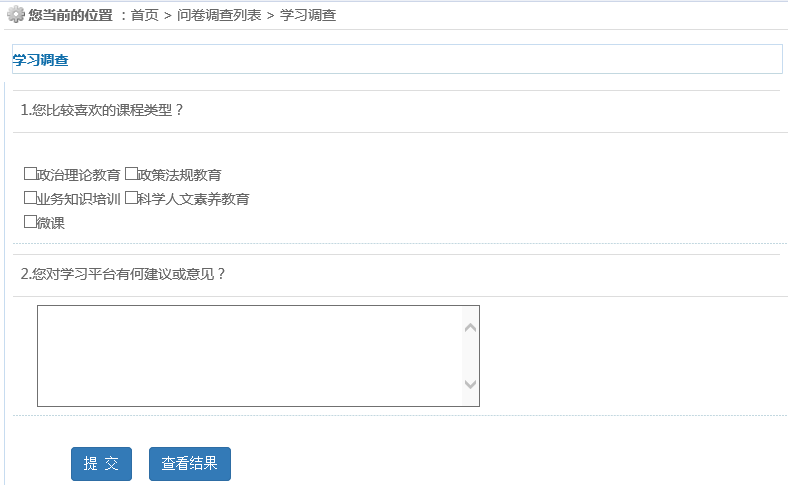 您当前的位置 ：首页 > 问卷调查列表 > 学习调查
学习调查
1.您比较喜欢的课程类型？
政治理论教育 政策法规教育
业务知识培训 科学人文素养教育
微课
2.您对学习平台有何建议或意见？
提 交 查看结果